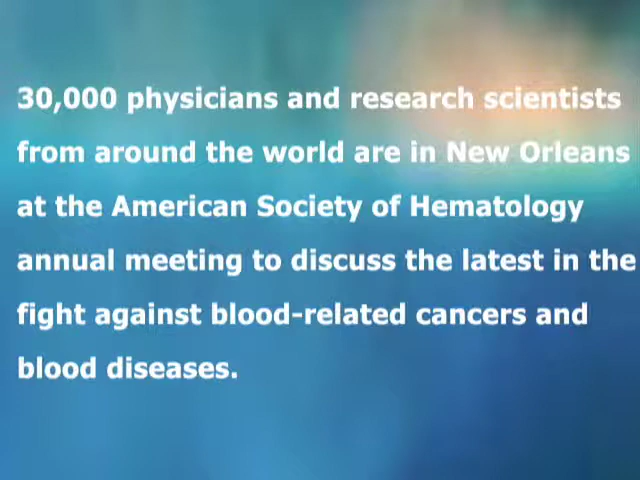 30,000 physicians and research scientists
from around the world are in New Orleans
at the American Society of Hematology
annual meeting to discuss the latest in the
fight against blood-related cancers and
blood diseases.